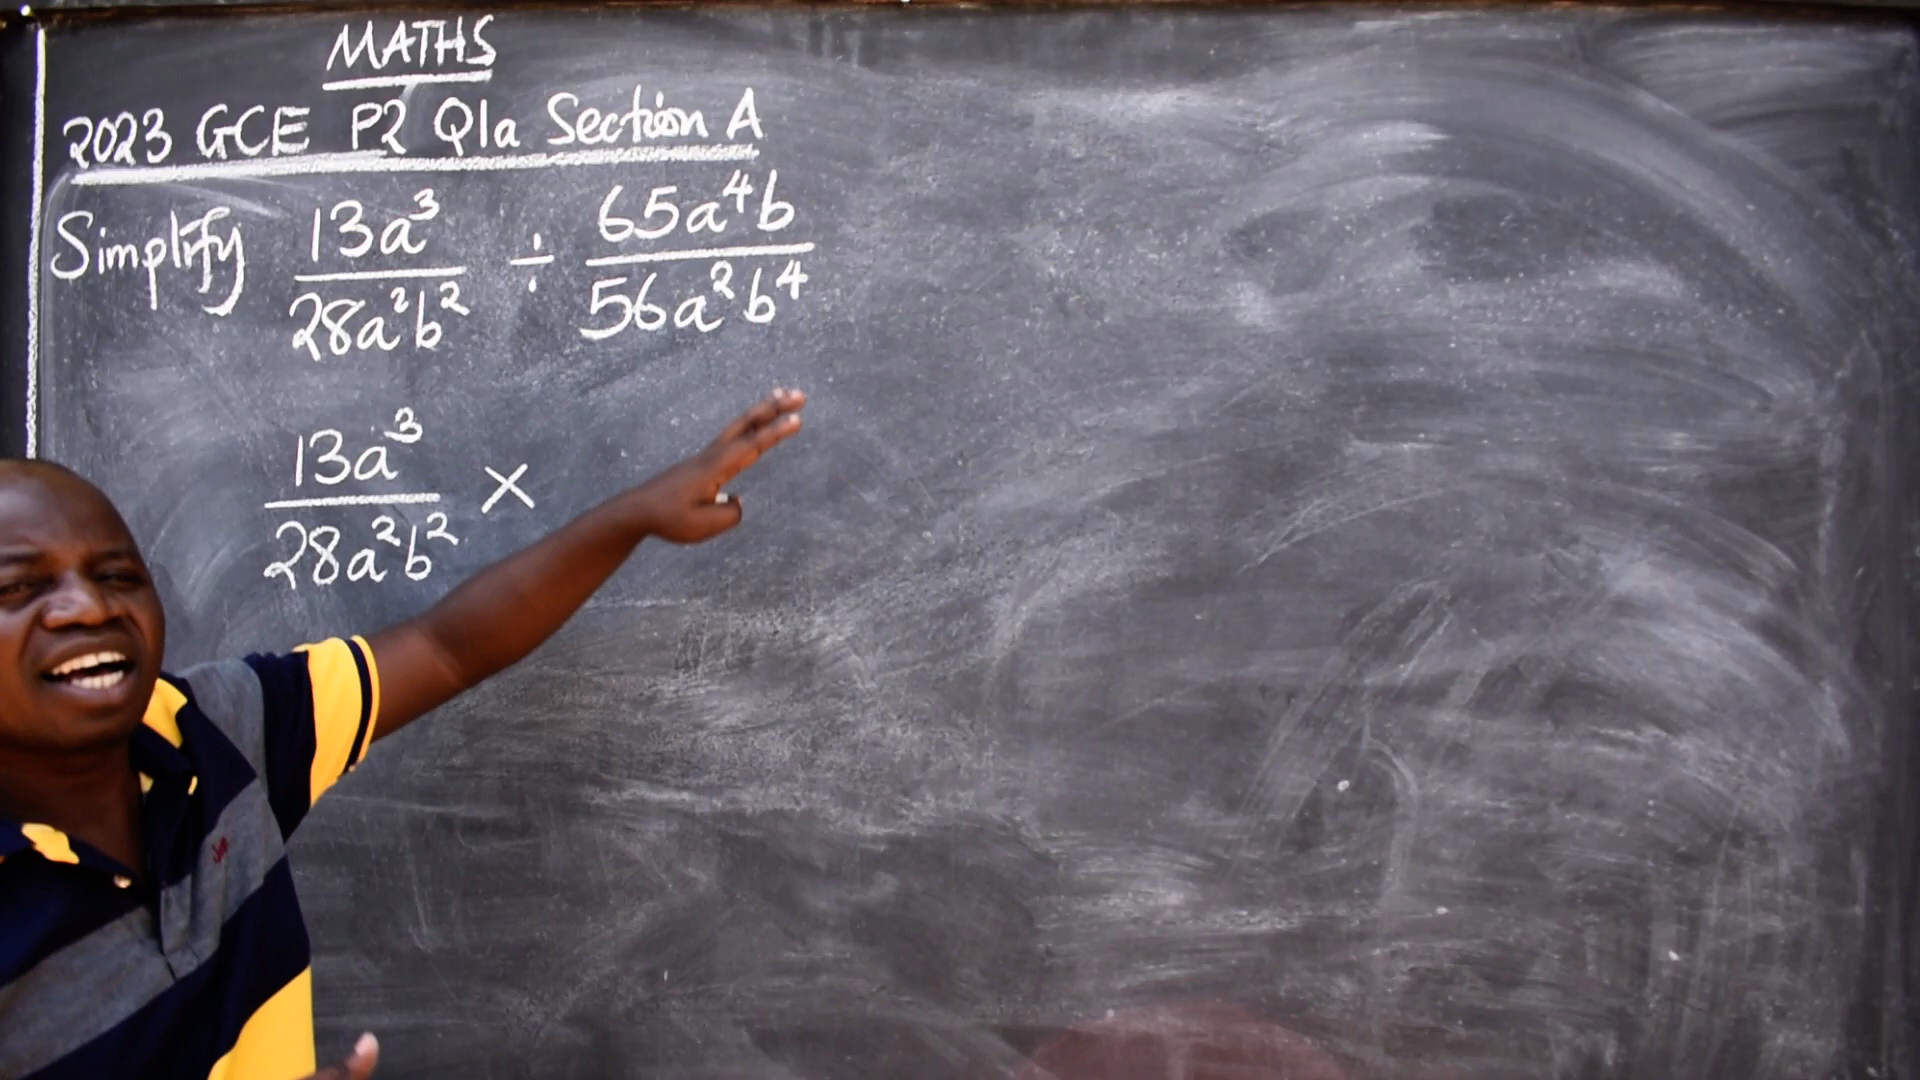 MATHS
2023 GCE P2 Q1a Section A
Simplify 13a³/28a²b² ÷ 65a⁴b/56a²b⁴
13a³/28a²b² ×